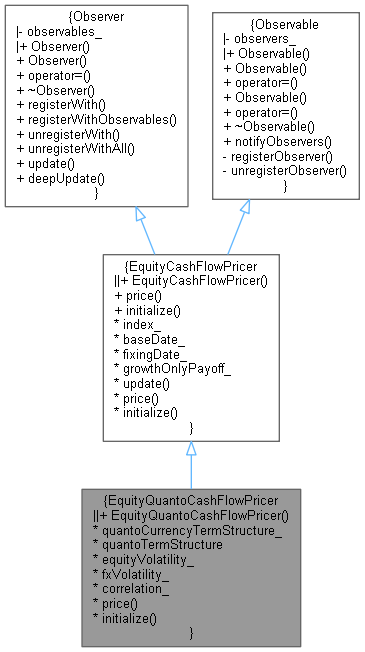 {Observer
|- observables_
|+ Observer()
+ Observer()
+ operator=()
+ ~Observer()
+ registerWith()
+ registerWithObservables()
+ unregisterWith()
+ unregisterWithAll()
+ update()
+ deepUpdate()
}
{Observable
|- observers_
|+ Observable()
+ Observable()
+ operator=()
+ Observable()
+ operator=()
+ ~Observable()
+ notifyObservers()
- registerObserver()
- unregisterObserver()
}
{EquityCashFlowPricer
||+ EquityCashFlowPricer()
+ price()
+ initialize()
* index_
* baseDate_
* fixingDate_
* growthOnlyPayoff_
* update()
* price()
* initialize()
}
{EquityQuantoCashFlowPricer
||+ EquityQuantoCashFlowPricer()
* quantoCurrencyTermStructure_
* quantoTermStructure
* equityVolatility_
* fxVolatility_
* correlation_
* price()
* initialize()
}